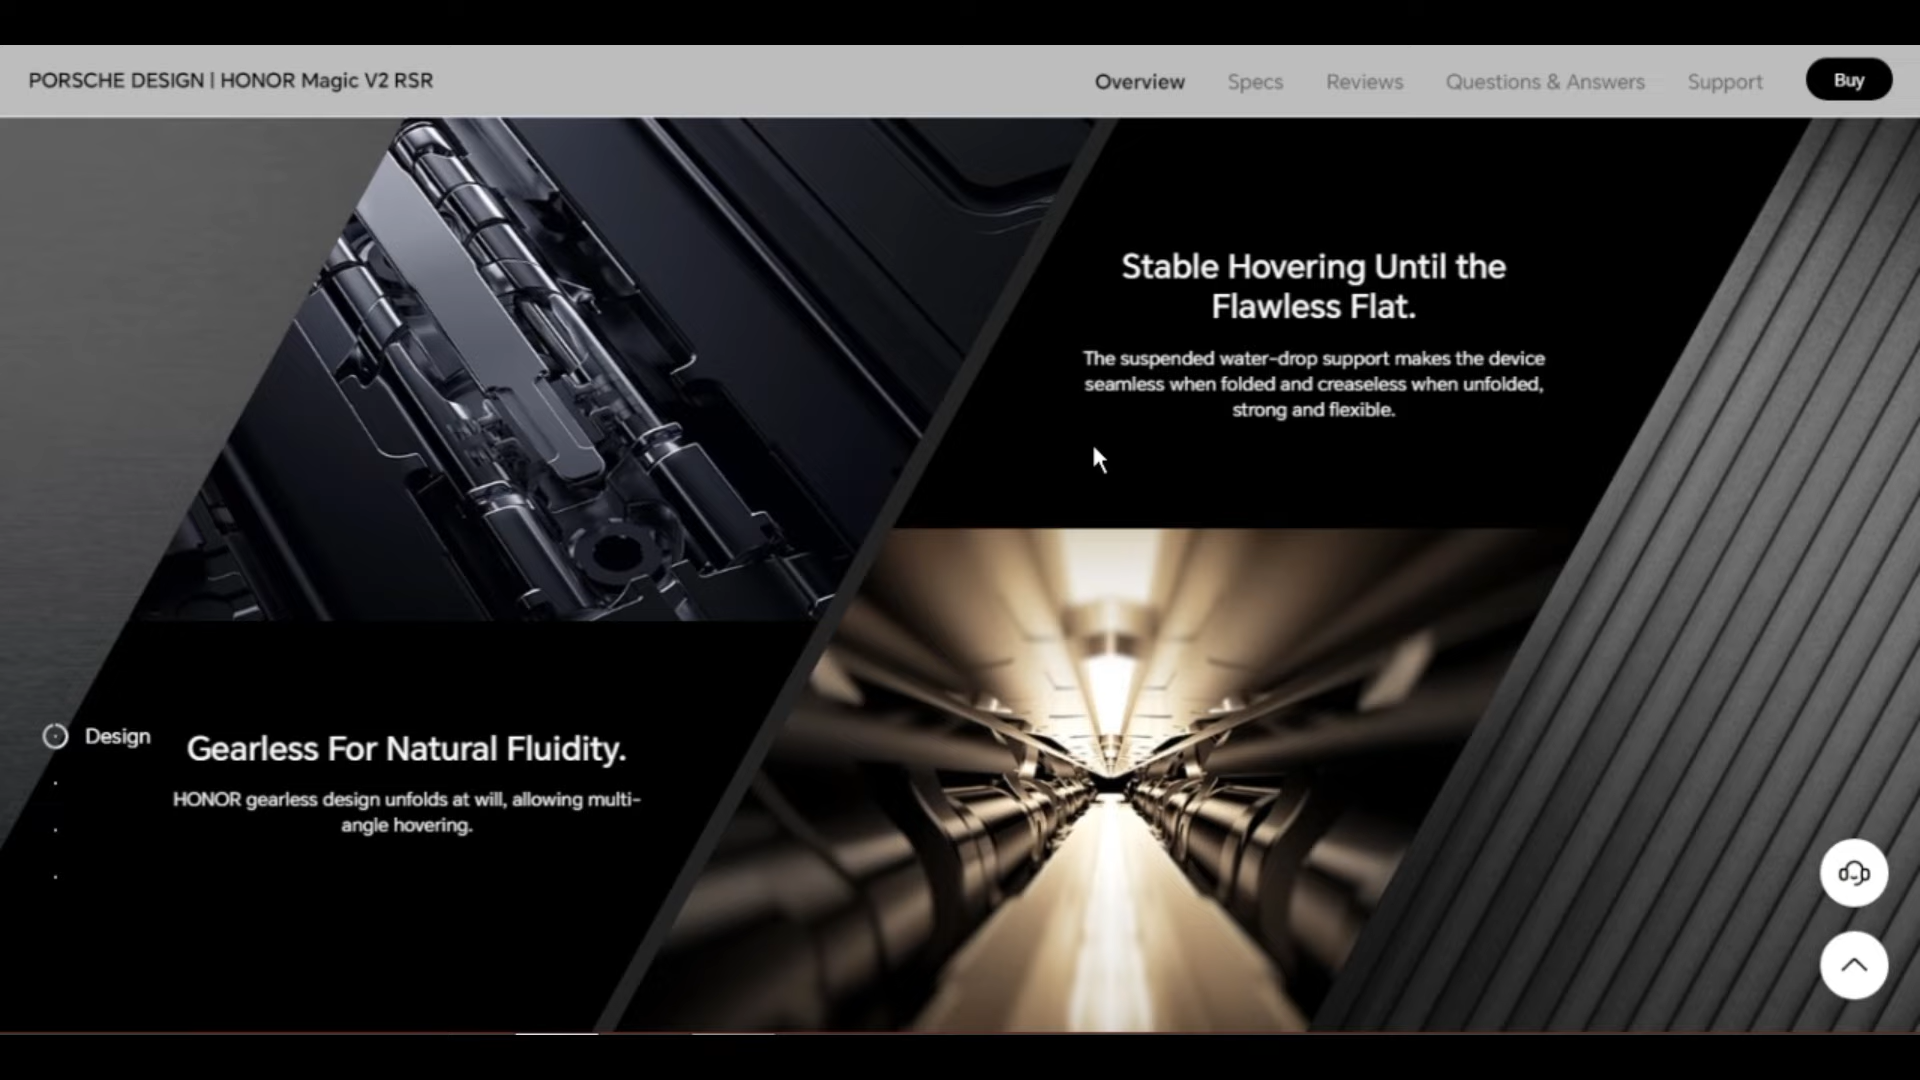 PORSCHE DESIGN | HONOR Magic V2 RSR
Overview
Specs
Reviews
Questions & Answers
Support
Buy
Stable Hovering Until the
Flawless Flat.
The suspended water-drop support makes the device
seamless when folded and creaseless when unfolded,
strong and flexible.
Design
Gearless For Natural Fluidity.
HONOR gearless design unfolds at will, allowing multi-
angle hovering.